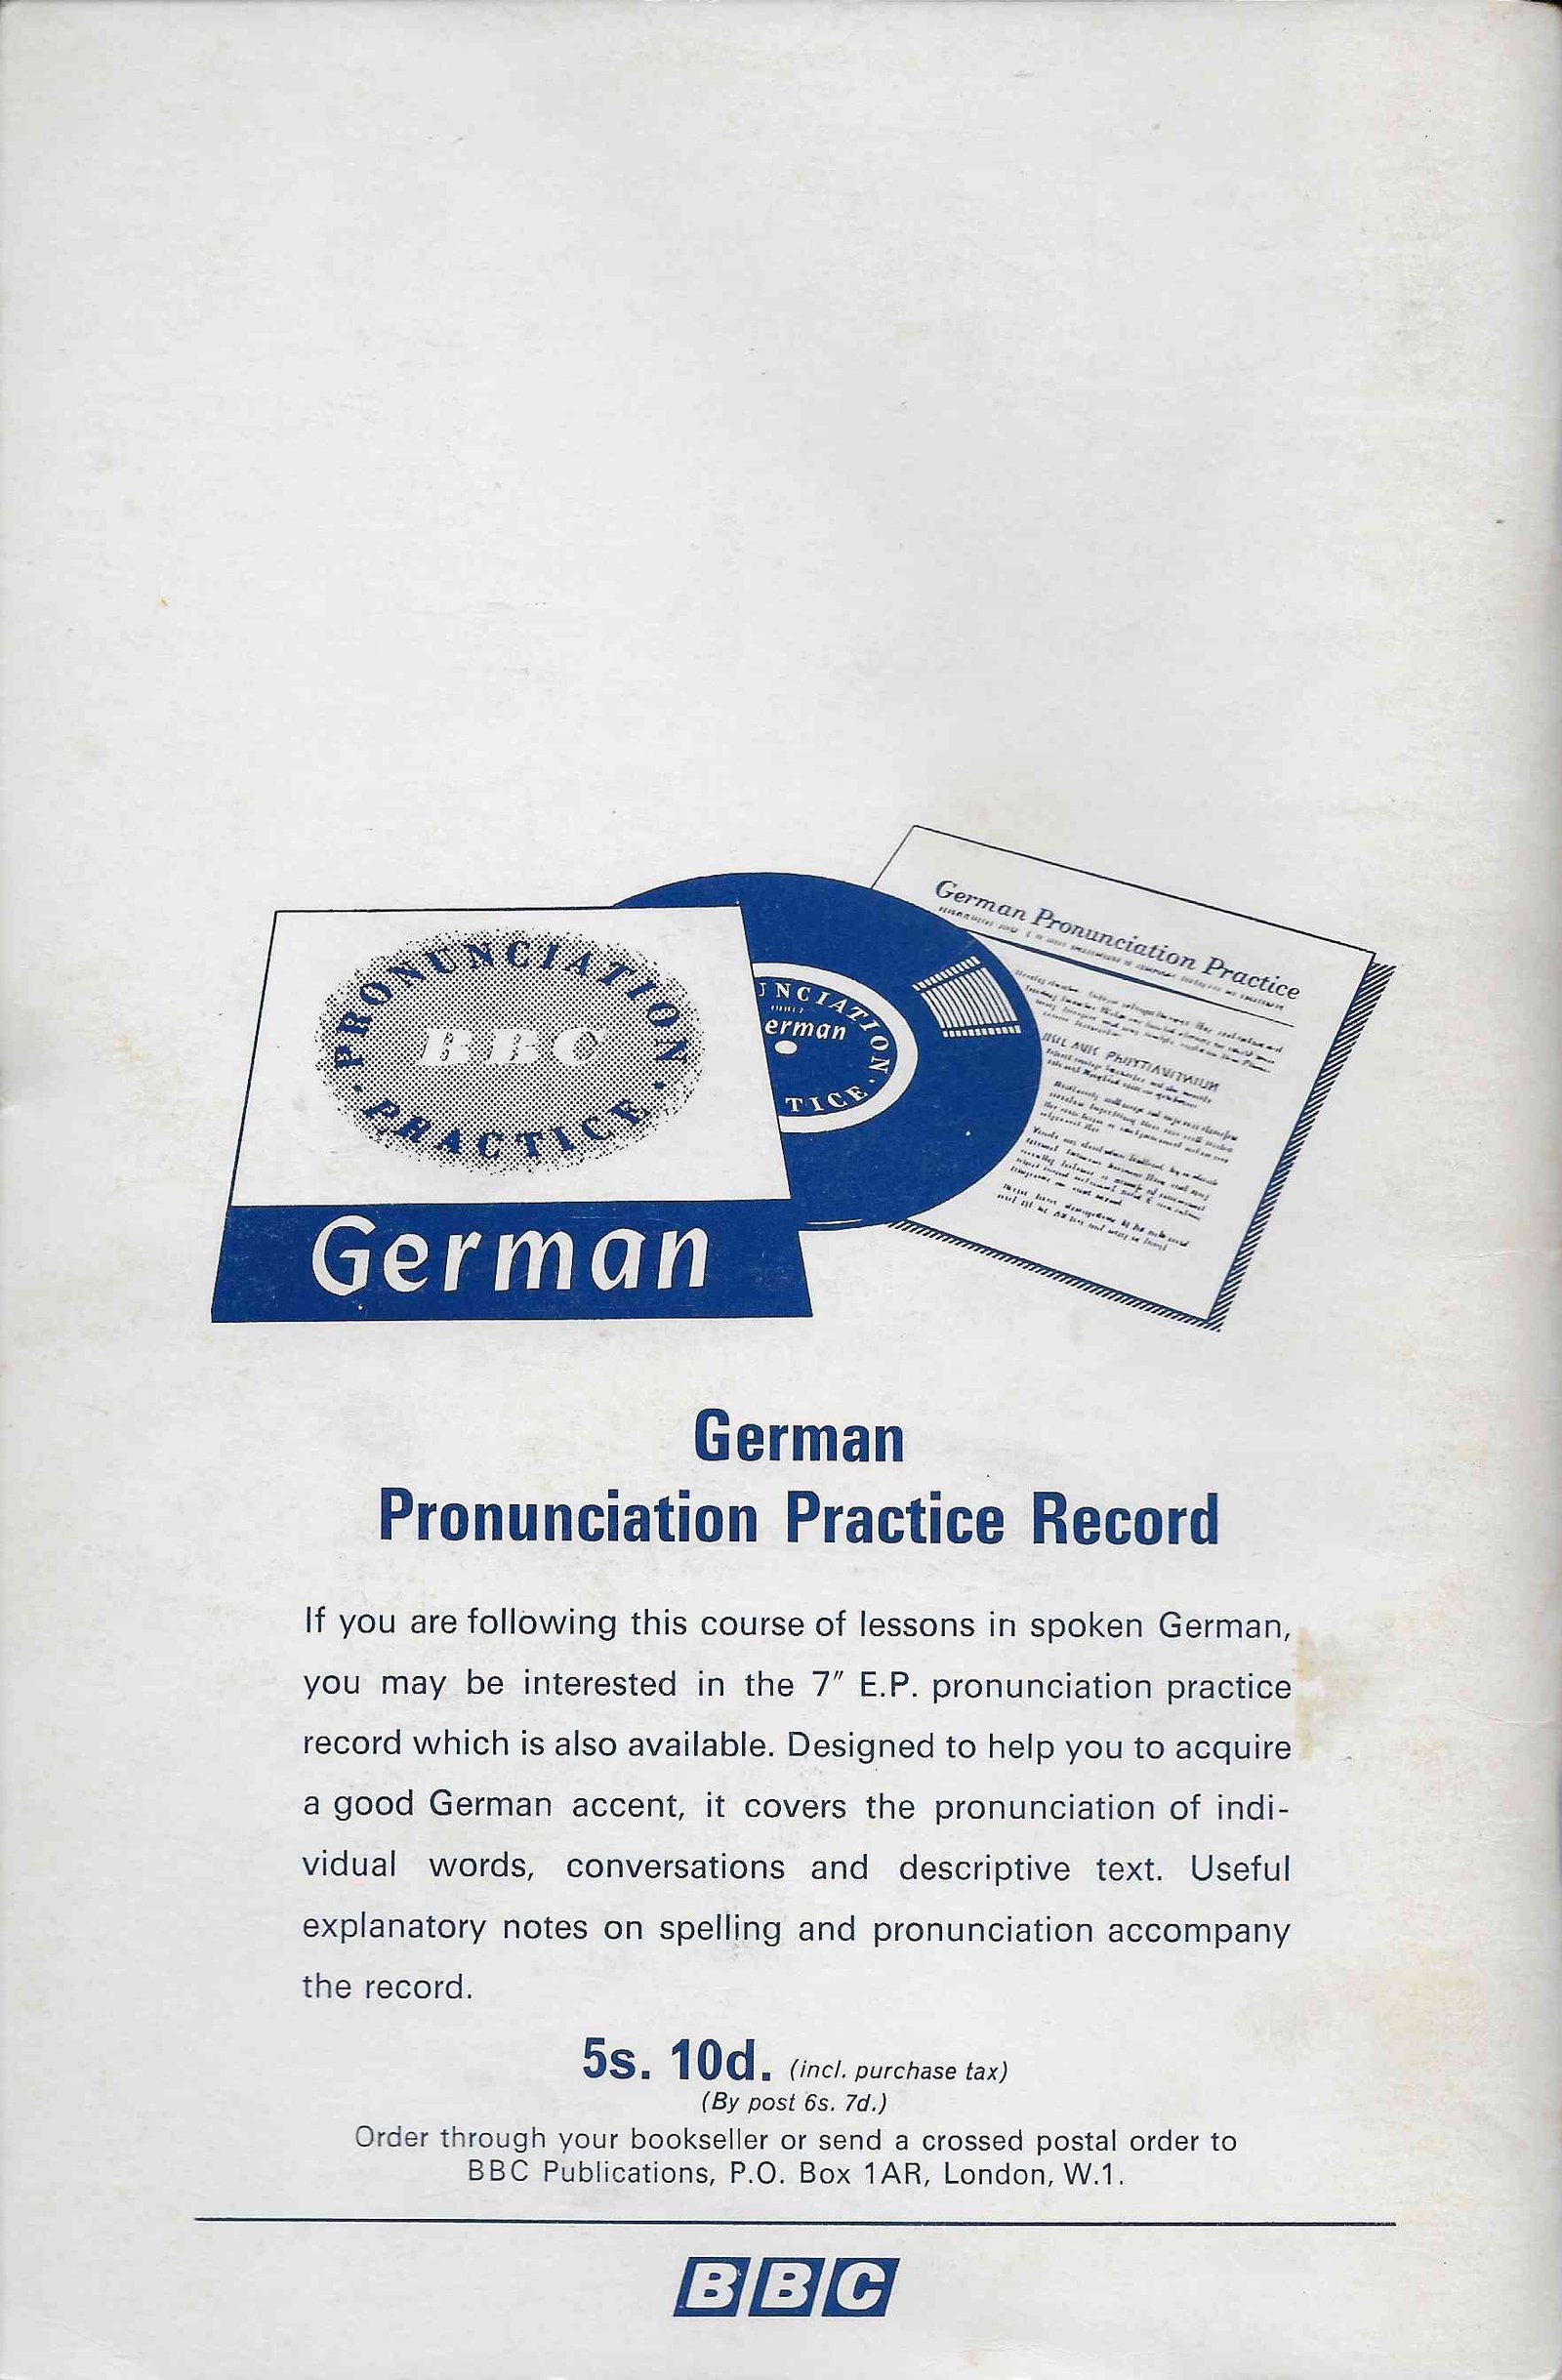 PRONUNCIATION
BBC
· PRACTICE ·
German
UNCIATION
erman
TICE ·
German Pronunciation Practice
German
Pronunciation Practice Record
If you are following this course of lessons in spoken German,
you may be interested in the 7″ E.P. pronunciation practice
record which is also available. Designed to help you to acquire
a good German accent, it covers the pronunciation of indi-
vidual words, conversations and descriptive text. Useful
explanatory notes on spelling and pronunciation accompany
the record.
5s. 10d. (incl. purchase tax)
(By post 6s. 7d.)
Order through your bookseller or send a crossed postal order to
BBC Publications, P.O. Box 1AR, London, W.1.
BBC